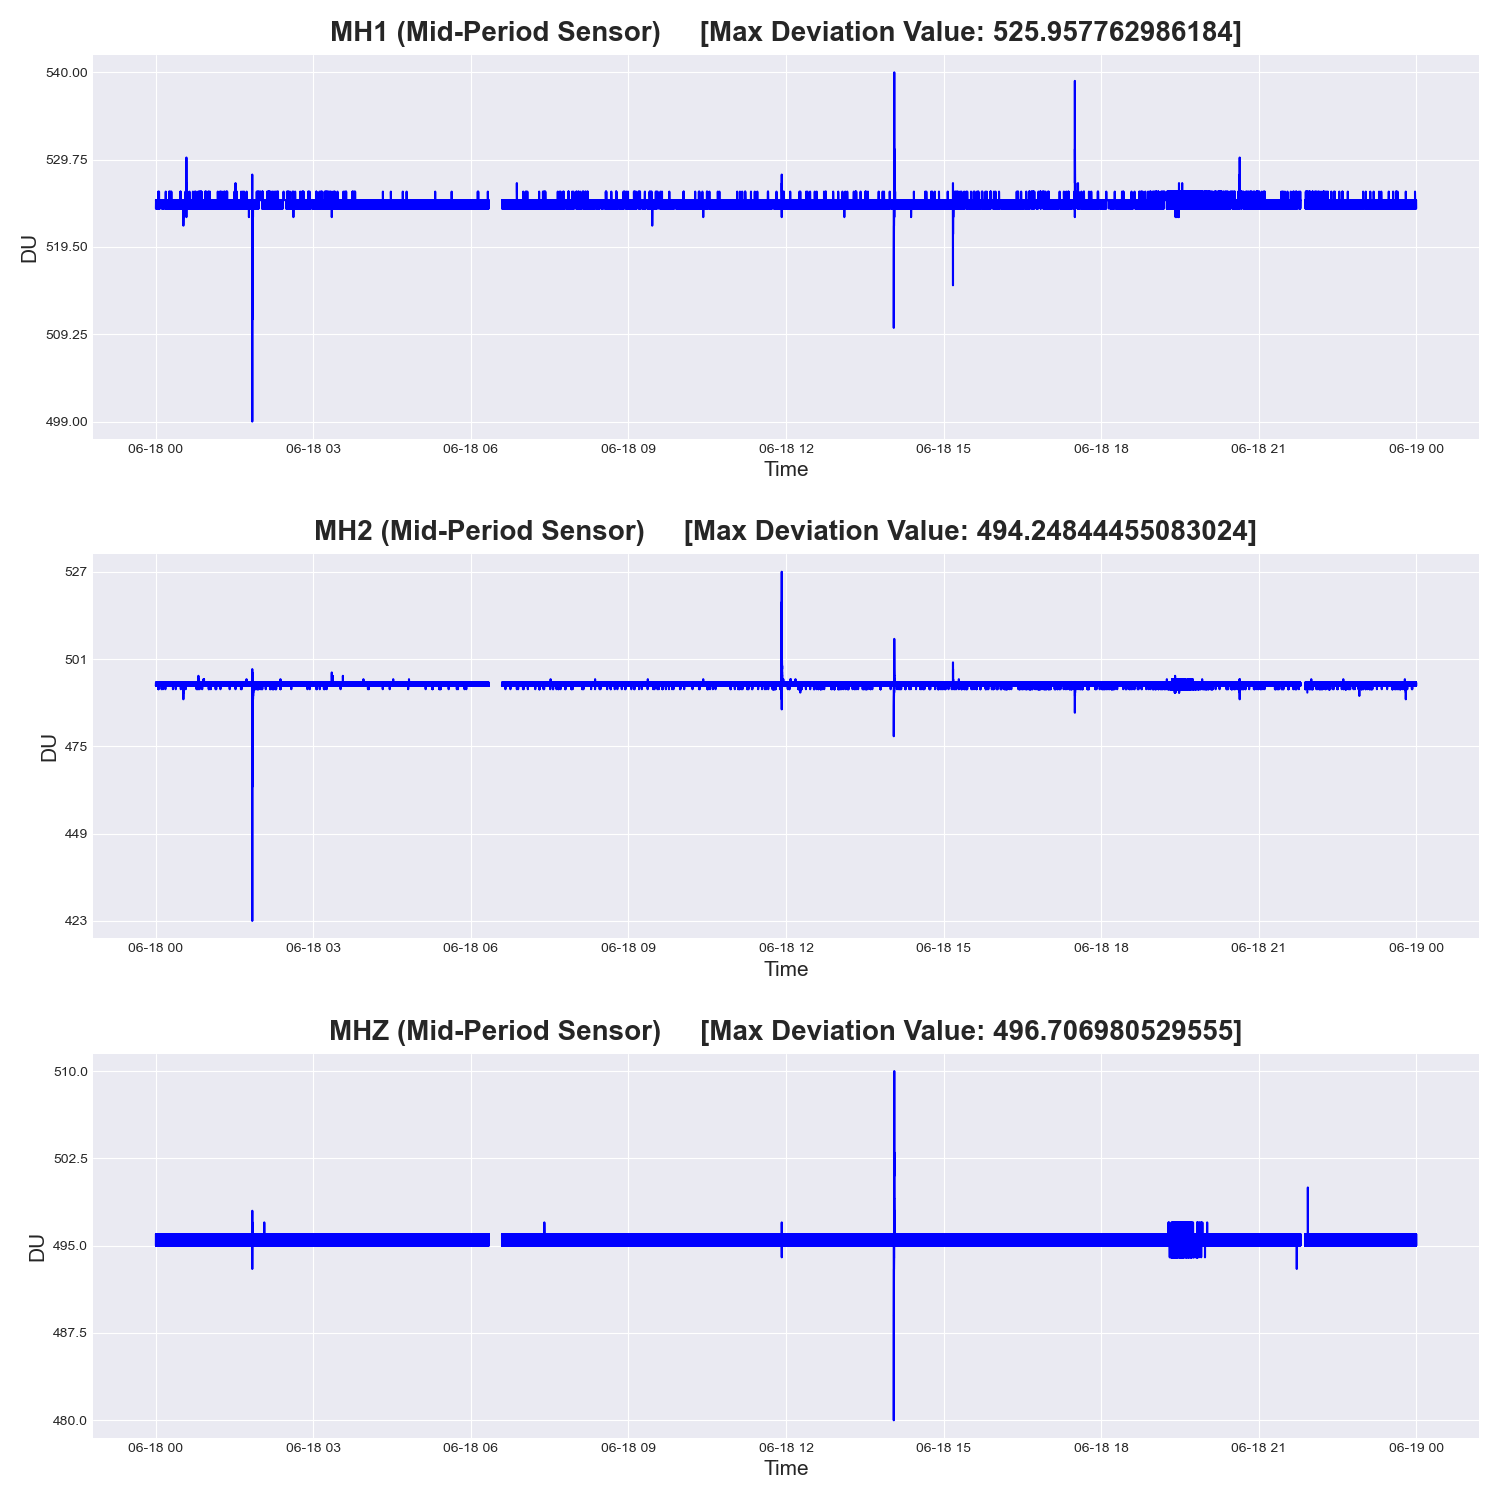 MH1 (Mid-Period Sensor) [Max Deviation Value: 525.957762986184]
540.00
529.75
519.50
509.25
499.00
DU
06-18 00 06-18 03 06-18 06 06-18 09 06-18 12 06-18 15 06-18 18 06-18 21 06-19 00
Time
MH2 (Mid-Period Sensor) [Max Deviation Value: 494.24844455083024]
527
501
475
449
423
DU
06-18 00 06-18 03 06-18 06 06-18 09 06-18 12 06-18 15 06-18 18 06-18 21 06-19 00
Time
MHZ (Mid-Period Sensor) [Max Deviation Value: 496.706980529555]
510.0
502.5
495.0
487.5
480.0
DU
06-18 00 06-18 03 06-18 06 06-18 09 06-18 12 06-18 15 06-18 18 06-18 21 06-19 00
Time